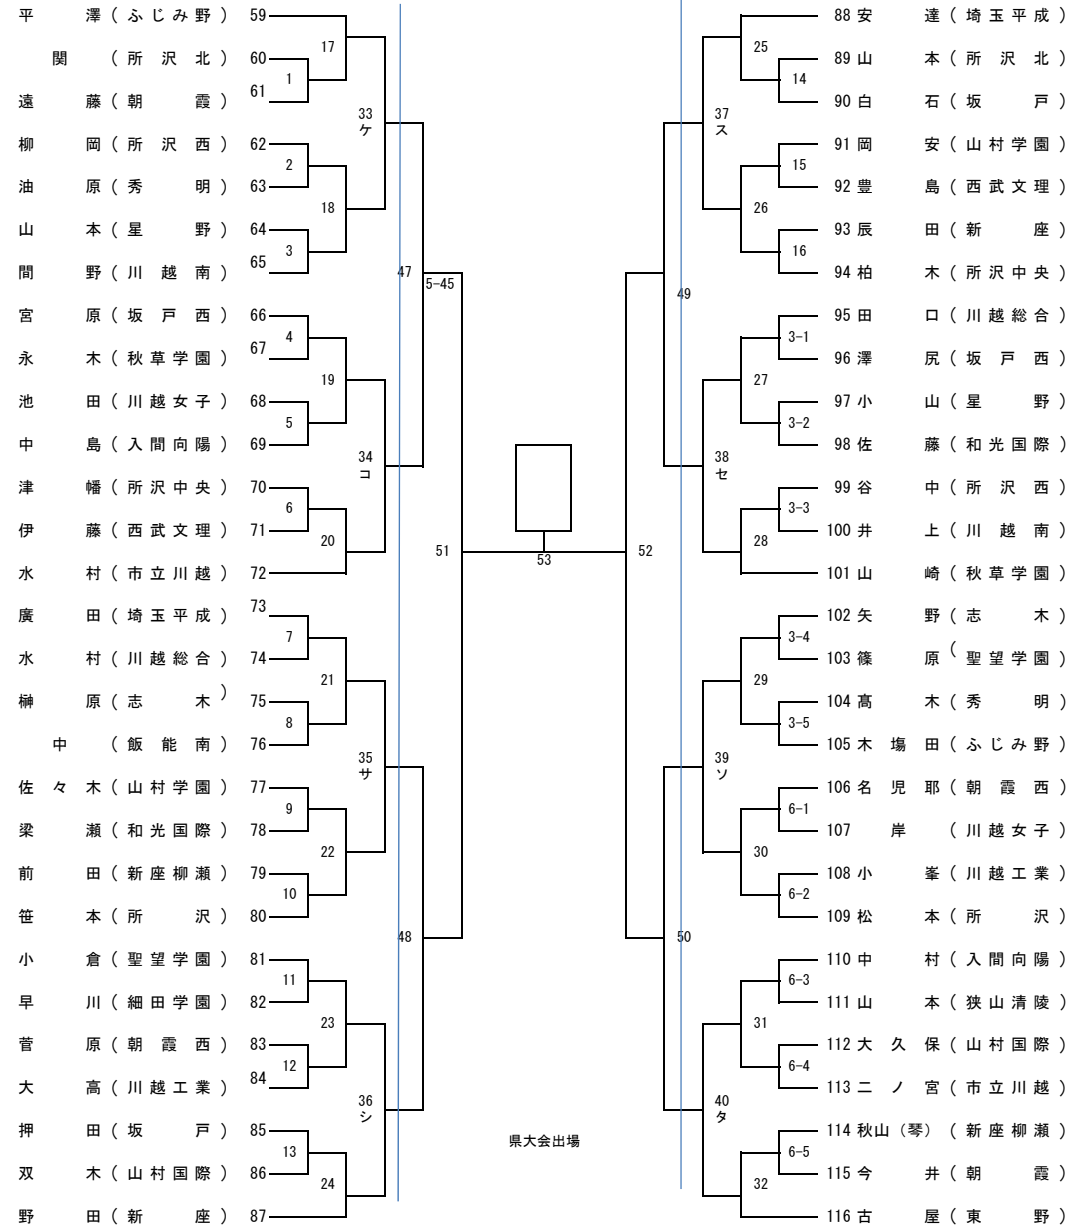 平澤(ふじみ野) 59
関(所沢北) 60
遠藤(朝霞) 61
柳岡(所沢西) 62
油原(秀明) 63
山本(星野) 64
間野(川越南) 65
宮原(坂戸西) 66
永木(秋草学園) 67
池田(川越女子) 68
中島(入間向陽) 69
津幡(所沢中央) 70
伊藤(西武文理) 71
水村(市立川越) 72
廣田(埼玉平成) 73
水村(川越総合) 74
榊原(志木) 75
中(飯能南) 76
佐々木(山村学園) 77
梁瀬(和光国際) 78
前田(新座柳瀬) 79
笹本(所沢) 80
小倉(聖望学園) 81
早川(細田学園) 82
菅原(朝霞西) 83
大高(川越工業) 84
押田(坂戸) 85
双木(山村国際) 86
野田(新座) 87
1
2
3
4
5
6
7
8
9
10
11
12
13
17
18
19
20
21
22
23
24
33
ケ
34
コ
35
サ
36
シ
47
5-45
48
51
53
52
49
50
37
ス
38
セ
39
ソ
40
タ
25
26
27
28
29
30
31
32
14
15
16
3-1
3-2
3-3
3-4
3-5
6-1
6-2
6-3
6-4
6-5
88 安達(埼玉平成)
89 山本(所沢北)
90 白石(坂戸)
91 岡安(山村学園)
92 豊島(西武文理)
93 辰田(新座)
94 柏木(所沢中央)
95 田口(川越総合)
96 澤尻(坂戸西)
97 小山(星野)
98 佐藤(和光国際)
99 谷中(所沢西)
100 井上(川越南)
101 山崎(秋草学園)
102 矢野(志木)
103 篠原(聖望学園)
104 髙木(秀明)
105 木塲田(ふじみ野)
106 名児耶(朝霞西)
107 岸(川越女子)
108 小峯(川越工業)
109 松本(所沢)
110 中村(入間向陽)
111 山本(狭山清陵)
112 大久保(山村国際)
113 二ノ宮(市立川越)
114 秋山(琴)(新座柳瀬)
115 今井(朝霞)
116 古屋(東野)
県大会出場